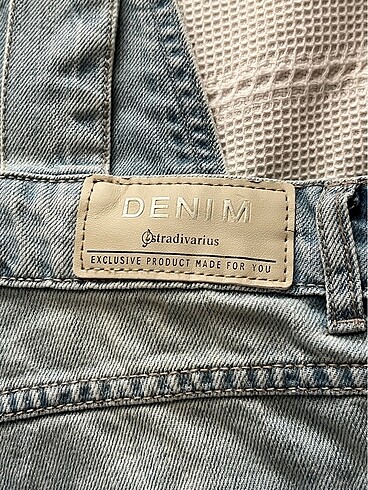 DENIM
stradivarius
EXCLUSIVE PRODUCT MADE FOR YOU